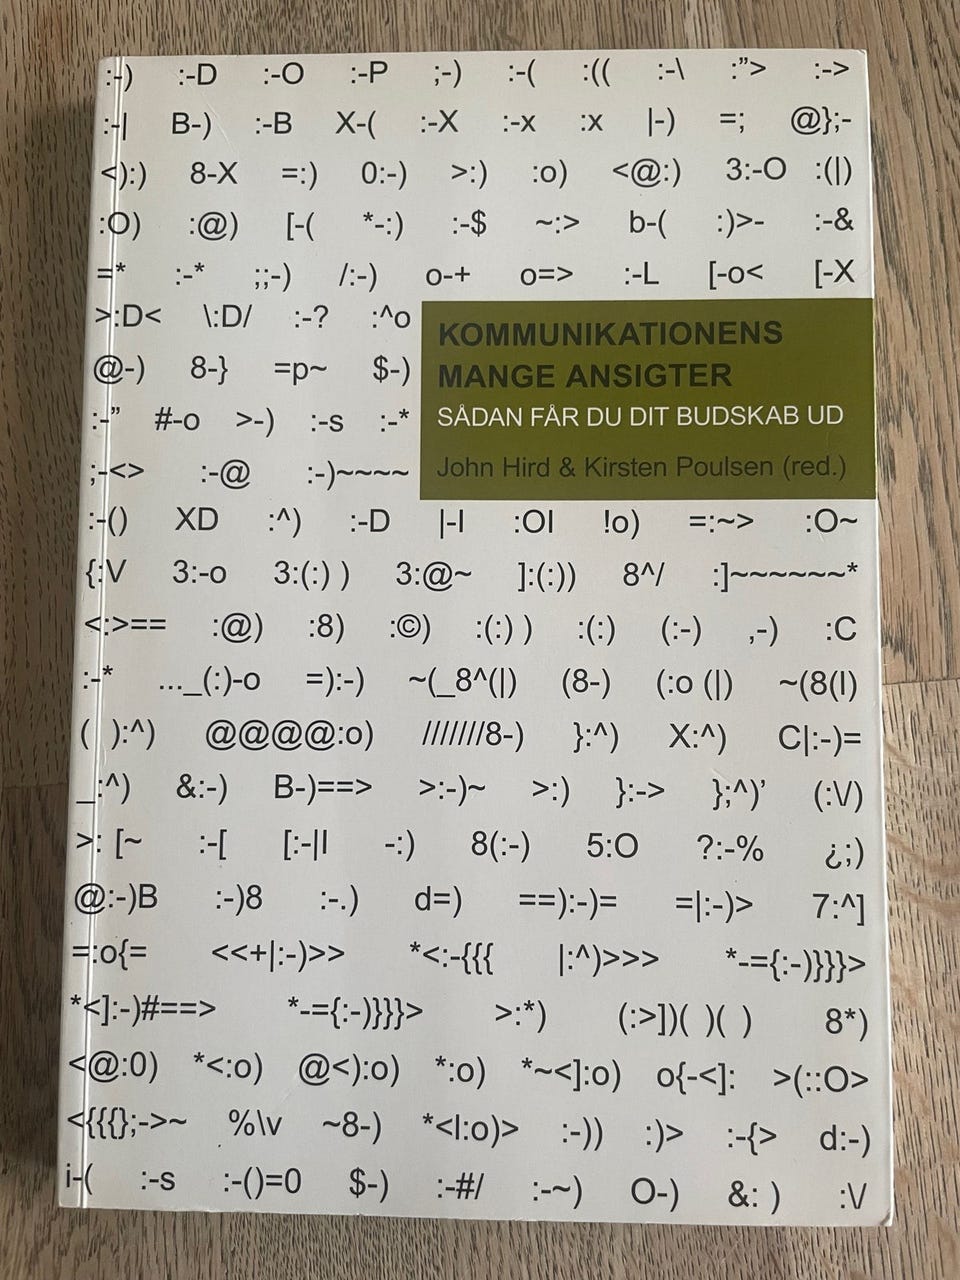 :-) :-D :-O :-P ;-) :-( :(( :-\ :”> :->
:-| B-) :-B X-( :-X :-x :x |-) =; @};-
<):) 8-X =:) 0:-) >:) :o) <@:) 3:-O :(|)
:O) :@) [-( *-:) :-$ ~:> b-( :)>- :-&
=* :-* ;;-) /:-) o-+ o=> :-L [-o< [-X
>:D< \:D/ :-? :^o
@-) 8-} =p~ $-)
:-” #-o >-) :-s :-*
;-<> :-@ :-)~~~~
KOMMUNIKATIONENS
MANGE ANSIGTER
SÅDAN FÅR DU DIT BUDSKAB UD
John Hird & Kirsten Poulsen (red.)
:-() XD :^) :-D |-I :OI !o) =:~> :O~
{:V 3:-o 3:(:) ) 3:@~ ]:(:)) 8^/ :]~~~~~~*
<:>== :@) :8) :©) :(:) ) :(:) (:-) ,-) :C
:-* ..._(:)-o =):-) ~(_8^(|) (8-) (:o (|) ~(8(I)
( ):^) @@@@:o) ///////8-) }:^) X:^) C|:-)=
_:^) &:-) B-)==> >:-)~ >:) }:-> };^)’ (:\/)
>: [~ :-[ [:-|I -:) 8(:-) 5:O ?:-% ¿;)
@:-)B :-)8 :-.) d=) ==):-)= =|:-)> 7:^]
=:o{= <<+|:-)>> *<:-{{{ |:^)>>> *-={:-)}}}>
*<]:-)#==> *-={:-)}}}> >:*) (:>])( )( ) 8*)
<@:0) *<:o) @<):o) *:o) *~<]:o) o{-<]: >(::O>
<{{{};->~ %\v ~8-) *<I:o)> :-)) :)> :-{> d:-)
i-( :-s :-()=0 $-) :-#/ :-~) O-) &: ) :\/